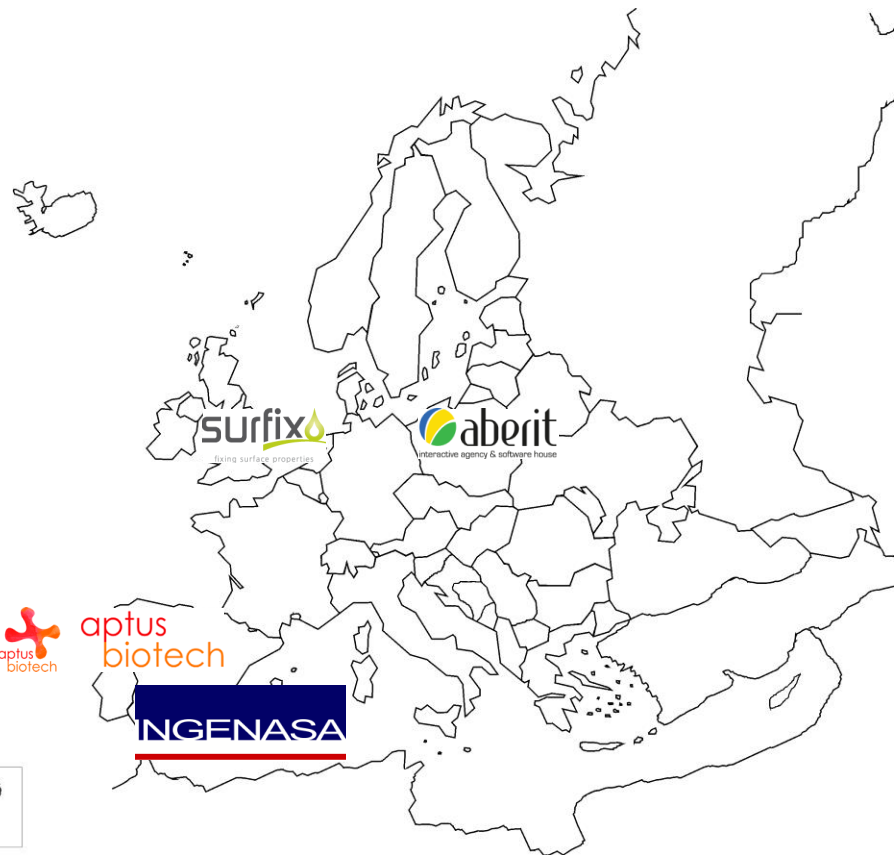 surfix
fixing surface properties
aberit
interactive agency & software house
aptus
biotech
aptus
biotech
INGENASA